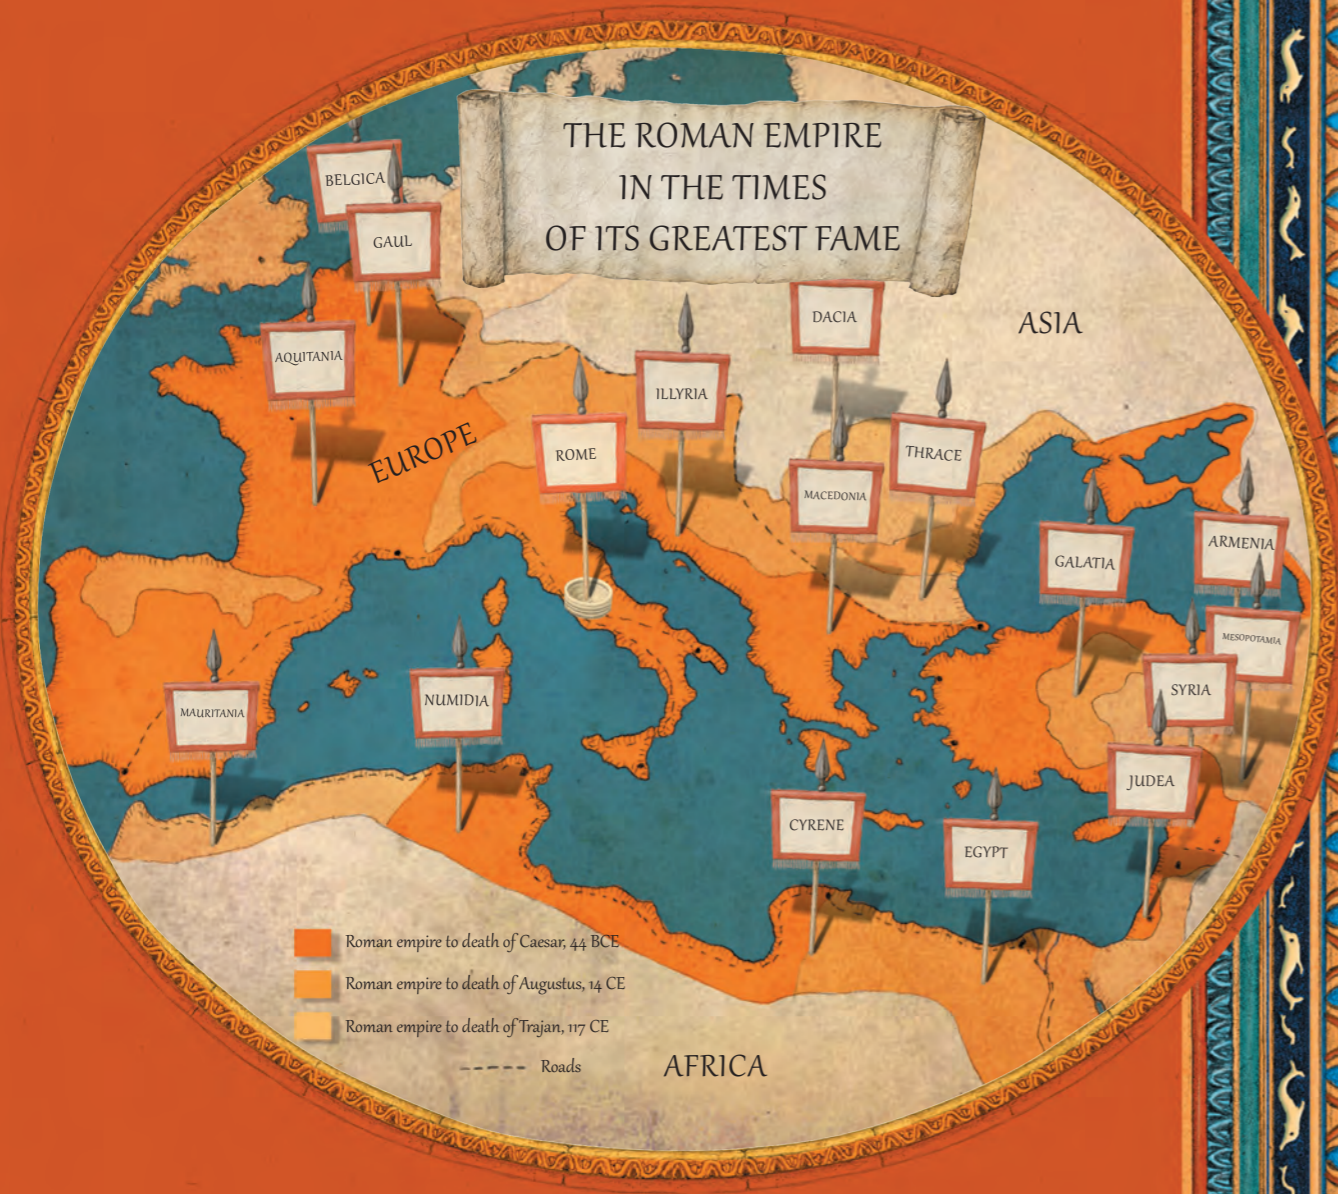 THE ROMAN EMPIRE
IN THE TIMES
OF ITS GREATEST FAME
BELGICA
GAUL
AQUITANIA
EUROPE
ROME
ILLYRIA
DACIA
ASIA
MACEDONIA
THRACE
GALATIA
ARMENIA
MESOPOTAMIA
SYRIA
JUDEA
MAURITANIA
NUMIDIA
CYRENE
EGYPT
Roman empire to death of Caesar, 44 BCE
Roman empire to death of Augustus, 14 CE
Roman empire to death of Trajan, 117 CE
Roads
AFRICA